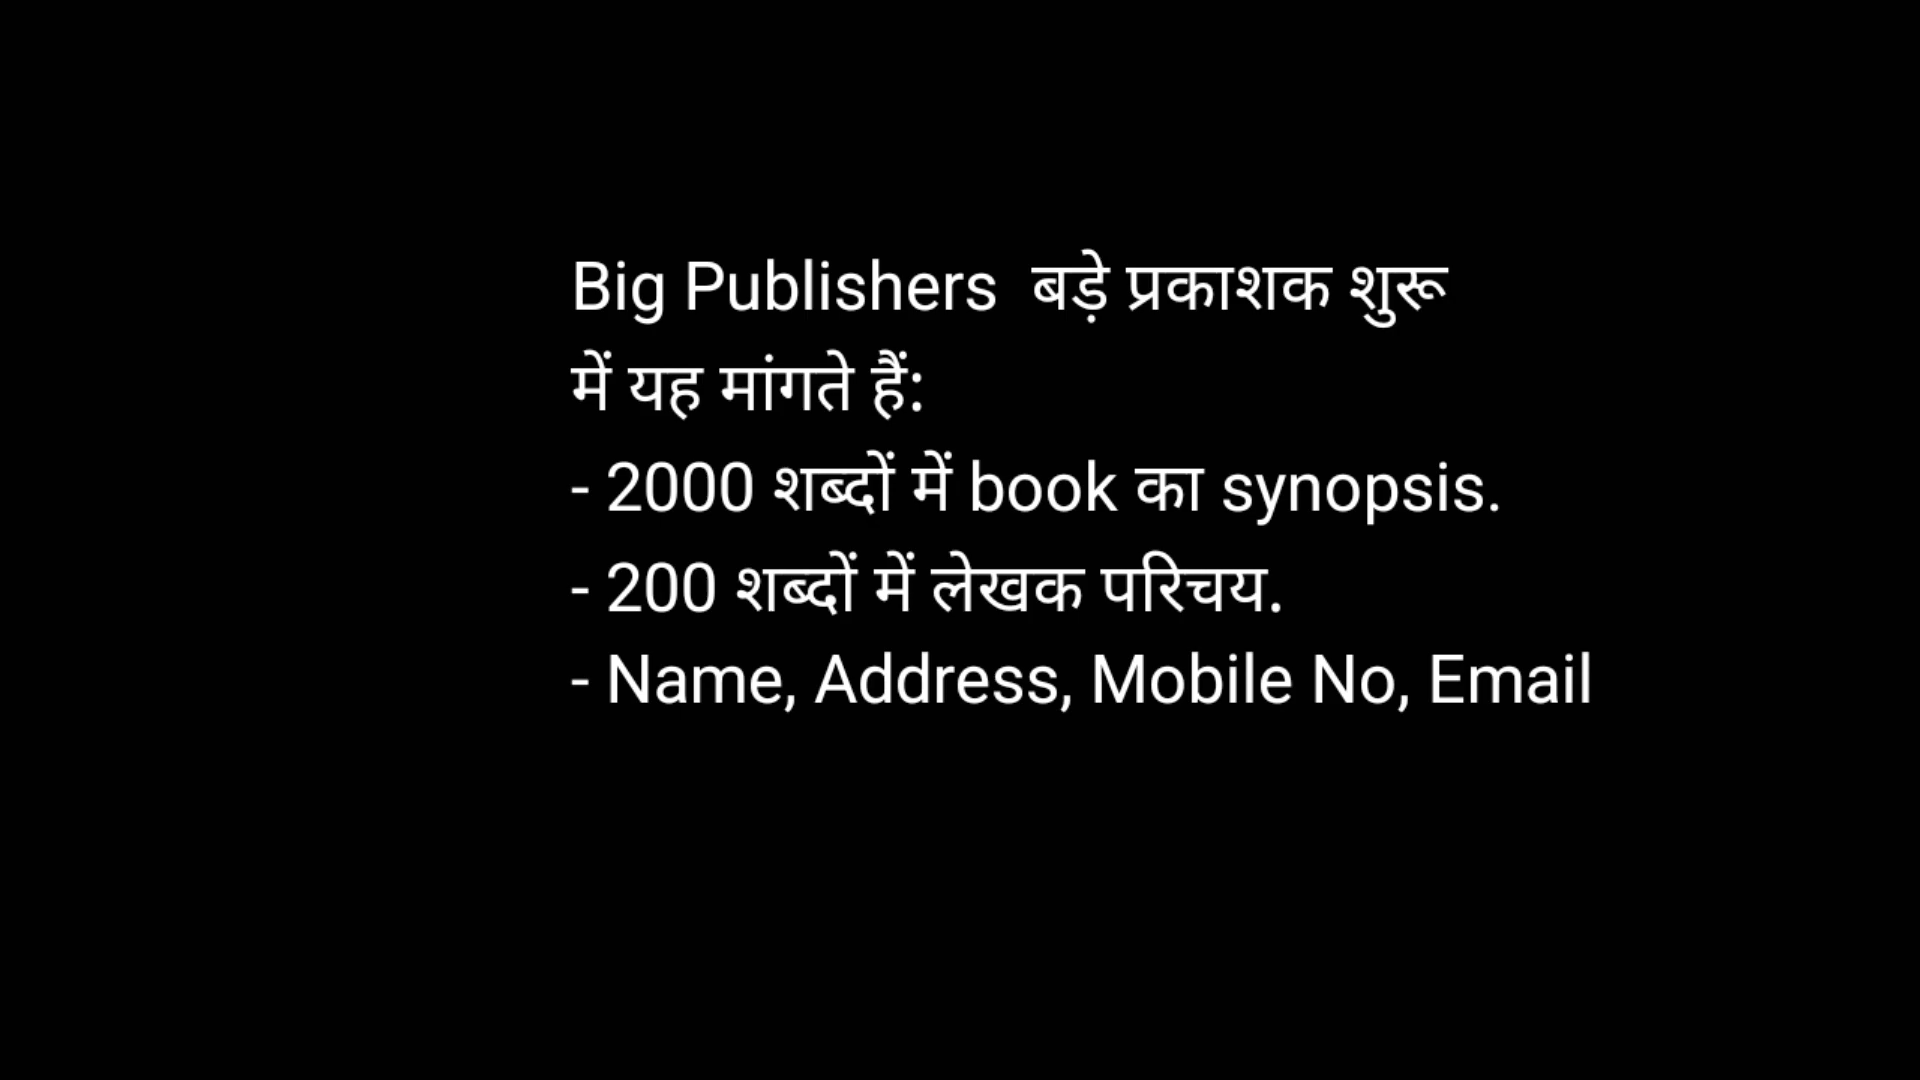 Big Publishers  बड़े प्रकाशक शुरू
में यह मांगते हैं:
- 2000 शब्दों में book का synopsis.
- 200 शब्दों में लेखक परिचय.
- Name, Address, Mobile No, Email